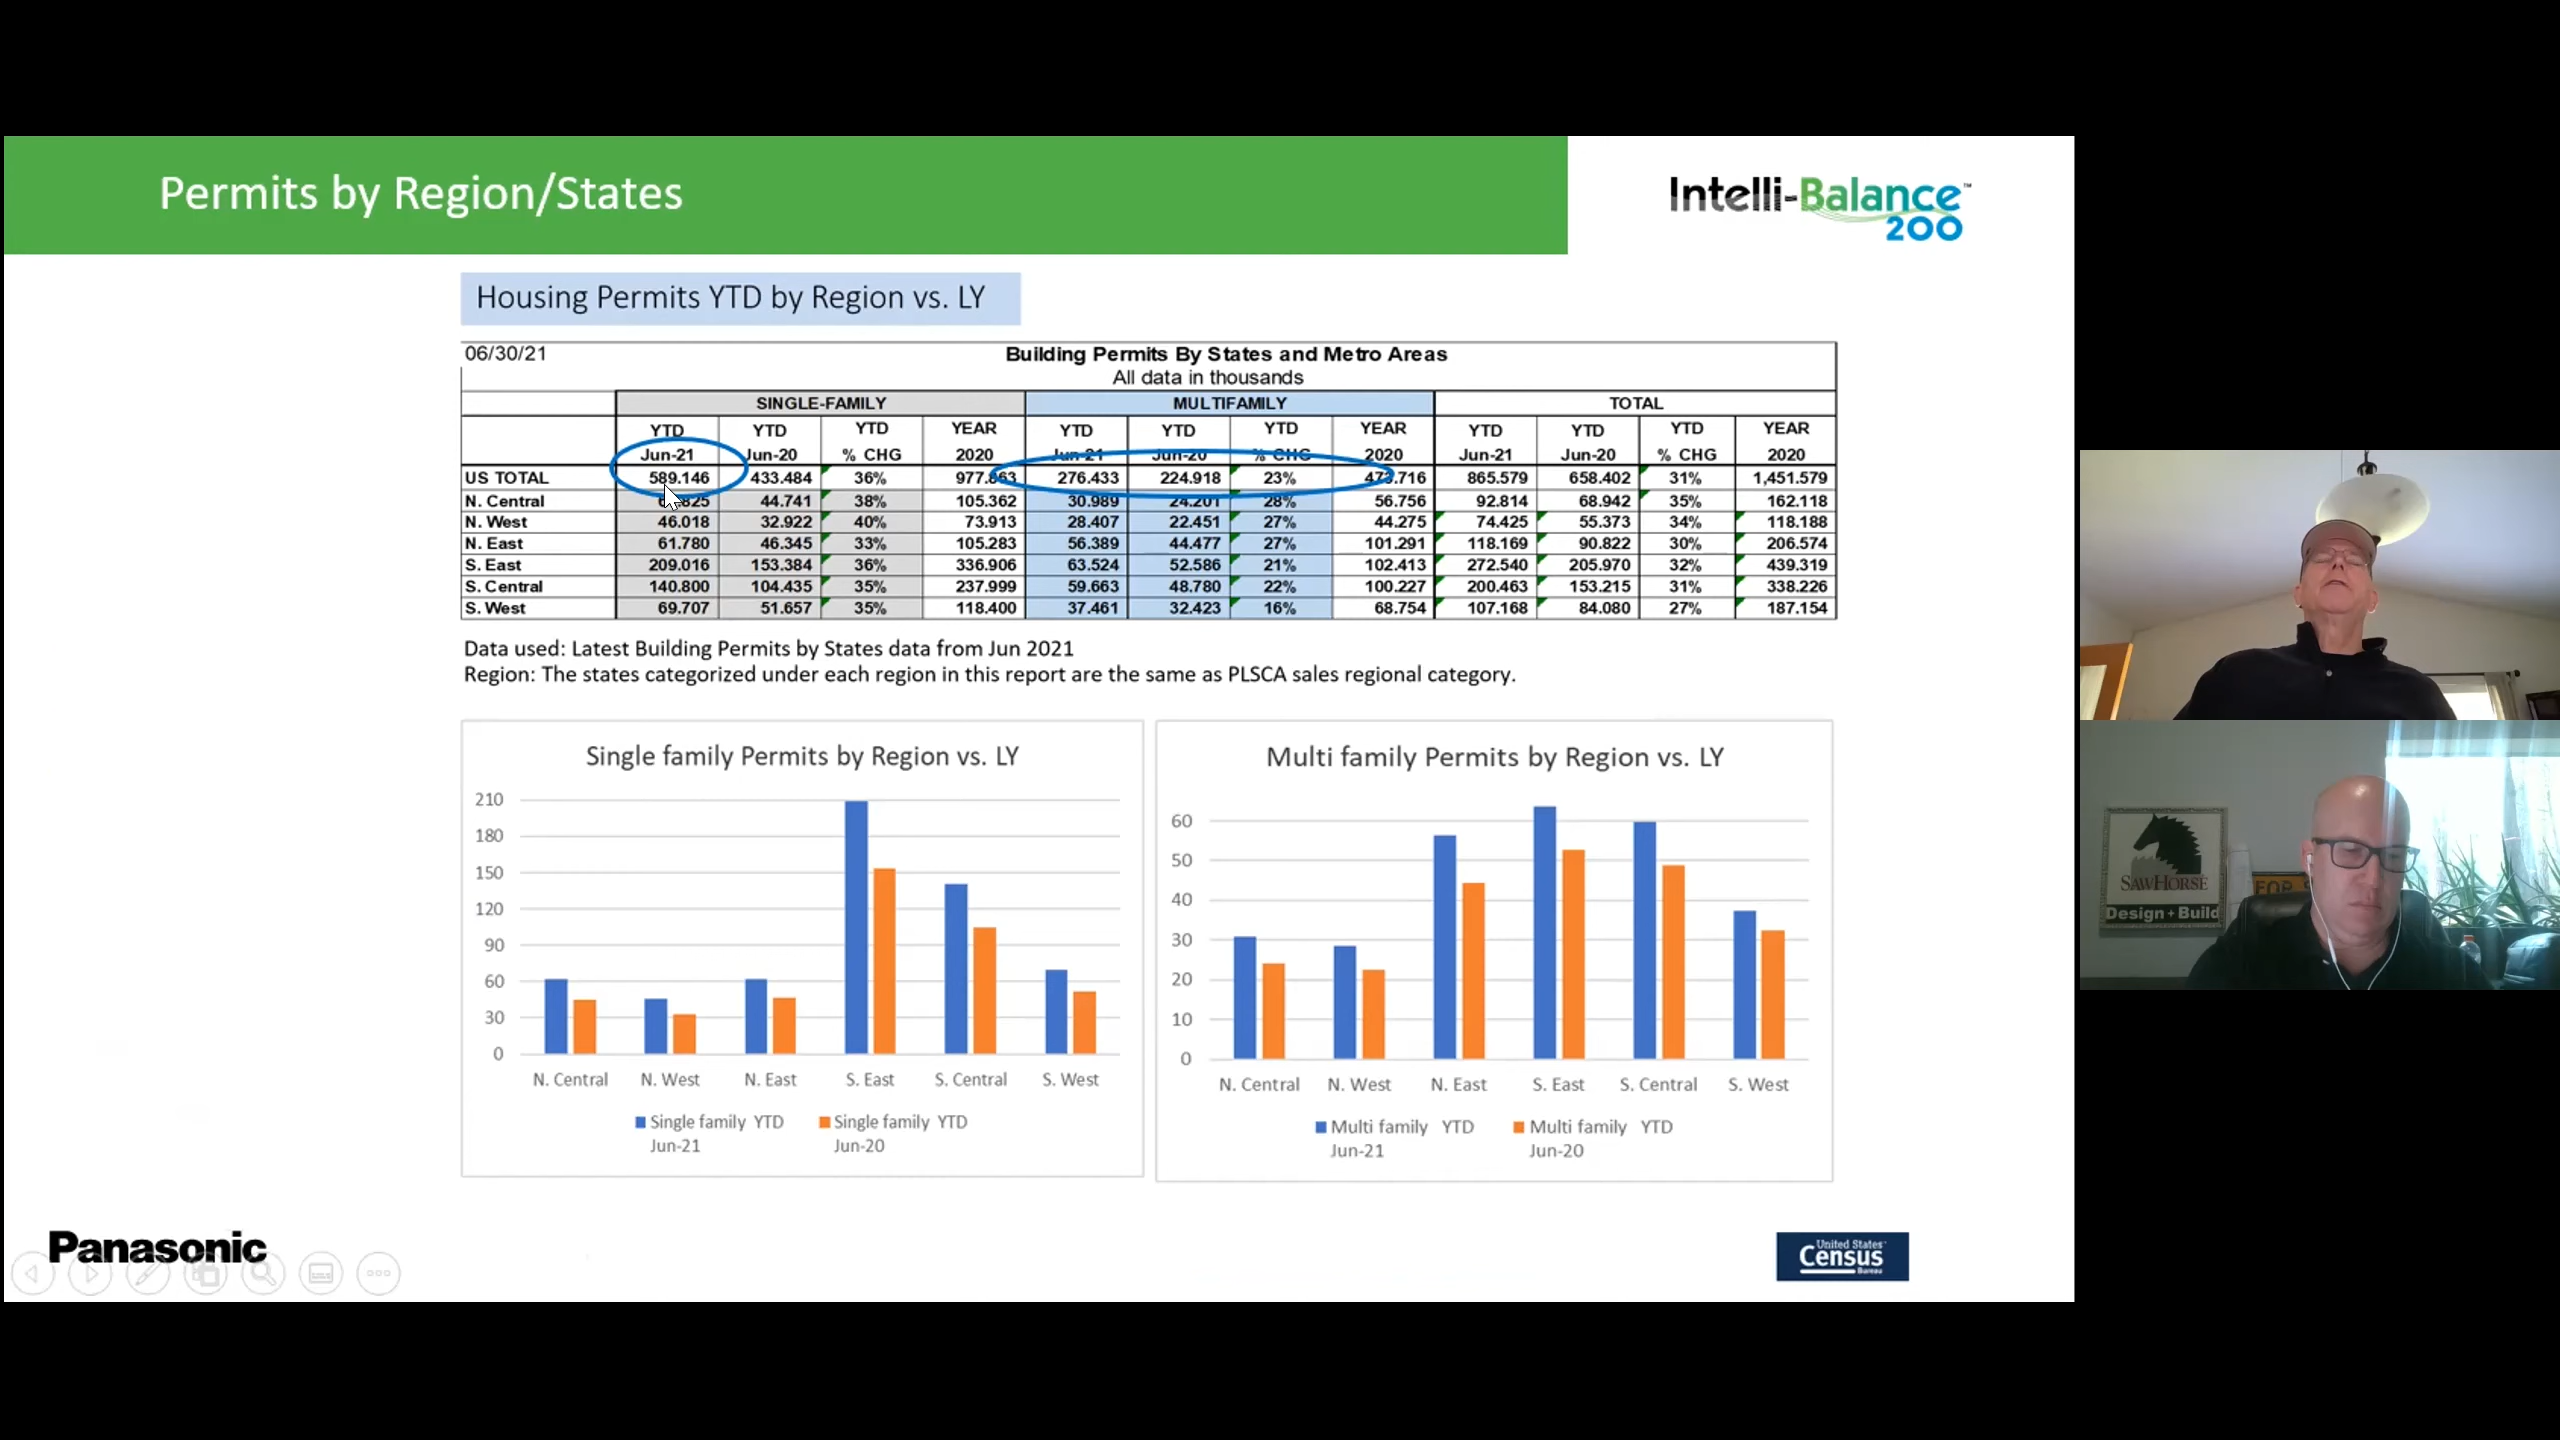 Permits by Region/States
Intelli-Balance™
200
Housing Permits YTD by Region vs. LY
06/30/21 Building Permits By States and Metro Areas
All data in thousands
SINGLE-FAMILY MULTIFAMILY TOTAL
YTD YTD YTD YEAR YTD YTD YTD YEAR YTD YTD YTD YEAR
Jun-21 Jun-20 % CHG 2020 Jun-21 Jun-20 % CHG 2020 Jun-21 Jun-20 % CHG 2020
US TOTAL 589.146 433.484 36% 977.863 276.433 224.918 23% 473.716 865.579 658.402 31% 1,451.579
N. Central 44.741 38% 105.362 30.989 24.201 28% 56.756 92.814 68.942 35% 162.118
N. West 46.018 32.922 40% 73.913 28.407 22.451 27% 44.275 74.425 55.373 34% 118.188
N. East 61.780 46.345 33% 105.283 56.389 44.477 27% 101.291 118.169 90.822 30% 206.574
S. East 209.016 153.384 36% 336.906 63.524 52.586 21% 102.413 272.540 205.970 32% 439.319
S. Central 140.800 104.435 35% 237.999 59.663 48.780 22% 100.227 200.463 153.215 31% 338.226
S. West 69.707 51.657 35% 118.400 37.461 32.423 16% 68.754 107.168 84.080 27% 187.154
Data used: Latest Building Permits by States data from Jun 2021
Region: The states categorized under each region in this report are the same as PLSCA sales regional category.
Single family Permits by Region vs. LY
210
180
150
120
90
60
30
0
N. Central N. West N. East S. East S. Central S. West
Single family YTD Single family YTD
Jun-21 Jun-20
Multi family Permits by Region vs. LY
60
50
40
30
20
10
0
N. Central N. West N. East S. East S. Central S. West
Multi family YTD Multi family YTD
Jun-21 Jun-20
Panasonic
United States
Census
Bureau
SAWHORSE
Design + Build
FOR